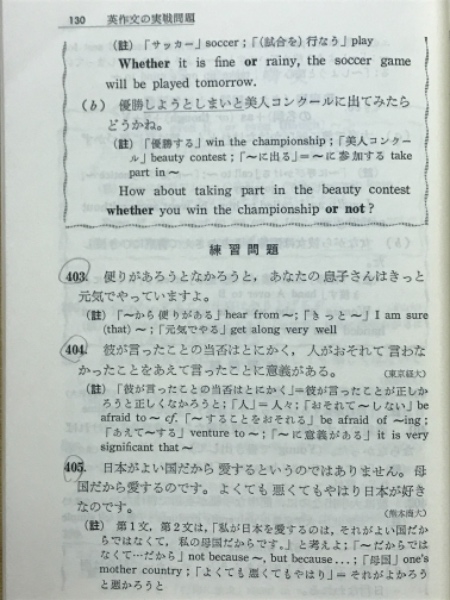 130 英作文の実戦問題
(註)「サッカー」soccer;「(試合を) 行なう」play
Whether it is fine or rainy, the soccer game
will be played tomorrow.
(b) 優勝しようとしまいと美人コンクールに出てみたら
どうかね。
(註)「優勝する」win the championship;「美人コンクー
ル」beauty contest;「〜に出る」=〜に参加する take
part in 〜
How about taking part in the beauty contest
whether you win the championship or not?
練習問題
403. 便りがあろうとなかろうと, あなたの息子さんはきっと
元気でやっていますよ。
(註)「〜から便りがある」hear from 〜;「きっと〜」I am sure
(that) 〜;「元気でやる」get along very well
404. 彼が言ったことの当否はとにかく, 人がおそれて言わな
かったことをあえて言ったことに意義がある。 (東京経大)
(註)「彼が言ったことの当否はとにかく」=彼が言ったことが正しか
ろうと正しくなかろうと;「人」=人々;「おそれて〜しない」be
afraid to 〜 cf. 「〜することをおそれる」be afraid of 〜ing;
「あえて〜する」venture to 〜;「〜に意義がある」it is very
significant that 〜
405. 日本がよい国だから愛するというのではありません。母
国だから愛するのです。よくても悪くてもやはり日本が好き
なのです。 (熊本商大)
(註) 第1文, 第2文は,「私が日本を愛するのは, それがよい国だか
らではなくて, 私の母国だからです。」と考えよ;「〜だからでは
なくて…だから」not because 〜, but because...;「母国」one's
mother country;「よくても悪くてもやはり」=それがよかろう
と悪かろうと